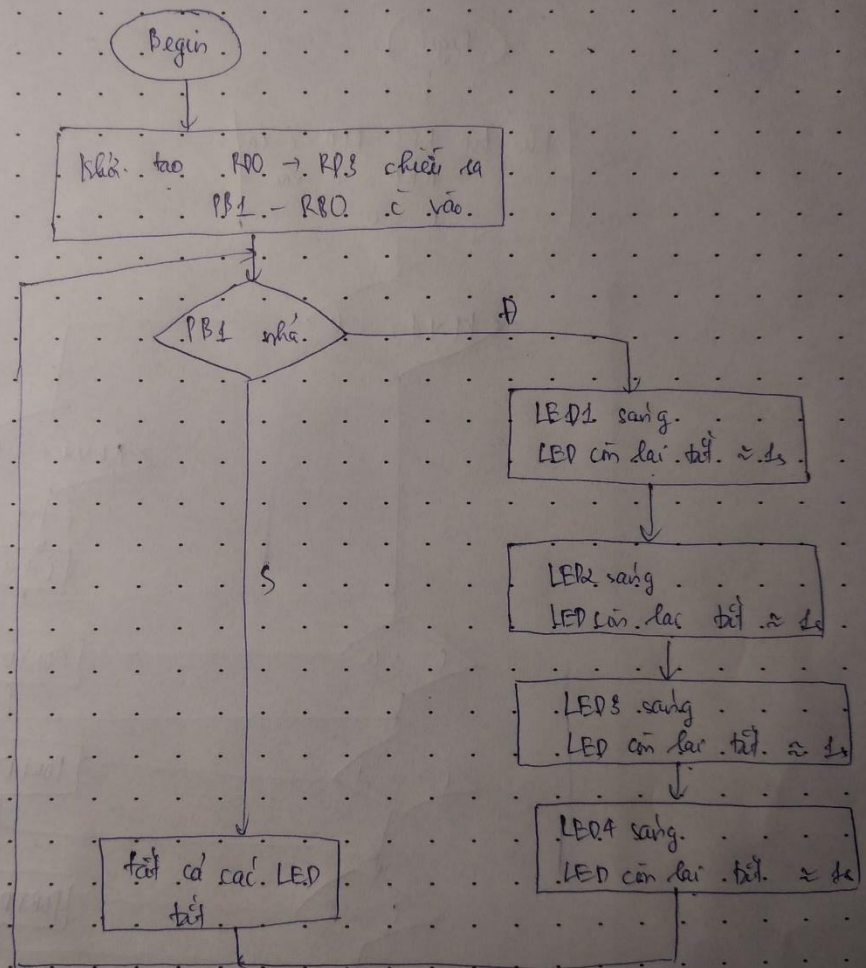 Begin
Khởi tạo RD0 → RD3 chiều ra
PB1 - RB0 c vào
PB1 nhả
Đ
LED1 sáng
LED còn lại tắt ≈ 1s
S
LED2 sáng
LED còn lại tắt ≈ 1s
LED3 sáng
LED còn lại tắt ≈ 1s
LED4 sáng
LED còn lại tắt ≈ 1s
tất cả các LED
tắt